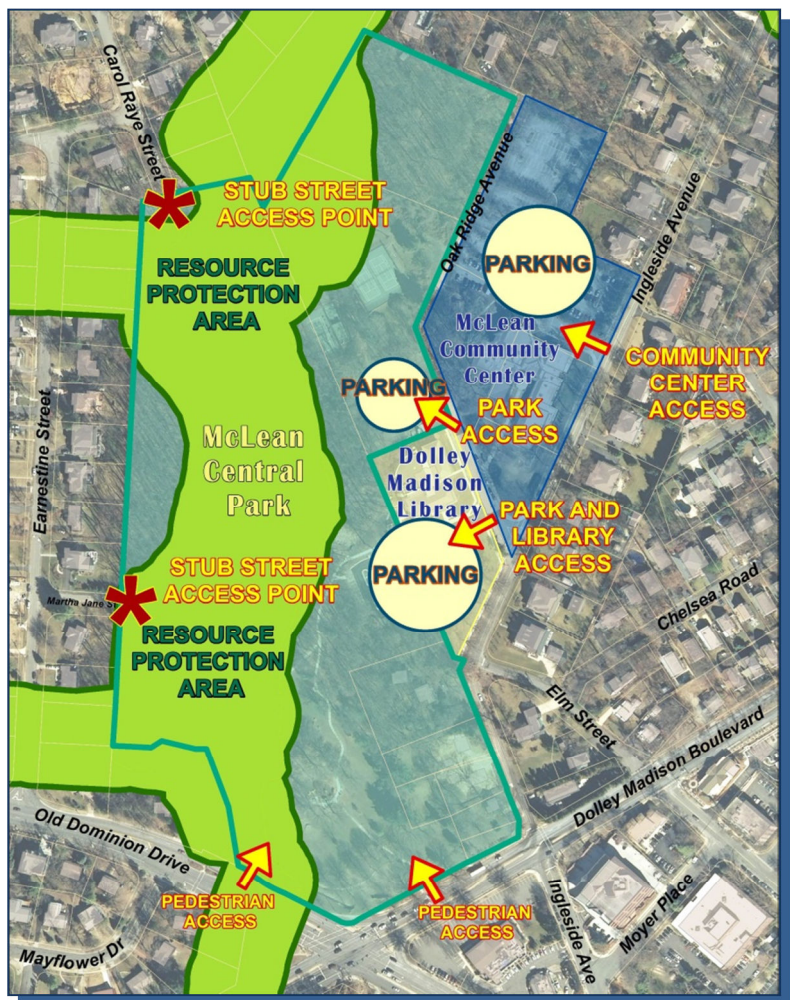 Carol Raye Street
STUB STREET
ACCESS POINT
RESOURCE
PROTECTION
AREA
Oak Ridge Avenue
Ingleside Avenue
PARKING
McLean
Community
Center
COMMUNITY
CENTER
ACCESS
PARKING
PARK
ACCESS
Earnestine Street
McLean
Central
Park
Dolley
Madison
Library
PARK AND
LIBRARY
ACCESS
PARKING
STUB STREET
ACCESS POINT
Martha Jane St
RESOURCE
PROTECTION
AREA
Chelsea Road
Elm Street
Dolley Madison Boulevard
Old Dominion Drive
PEDESTRIAN
ACCESS
PEDESTRIAN
ACCESS
Ingleside Ave
Moyer Place
Mayflower Dr